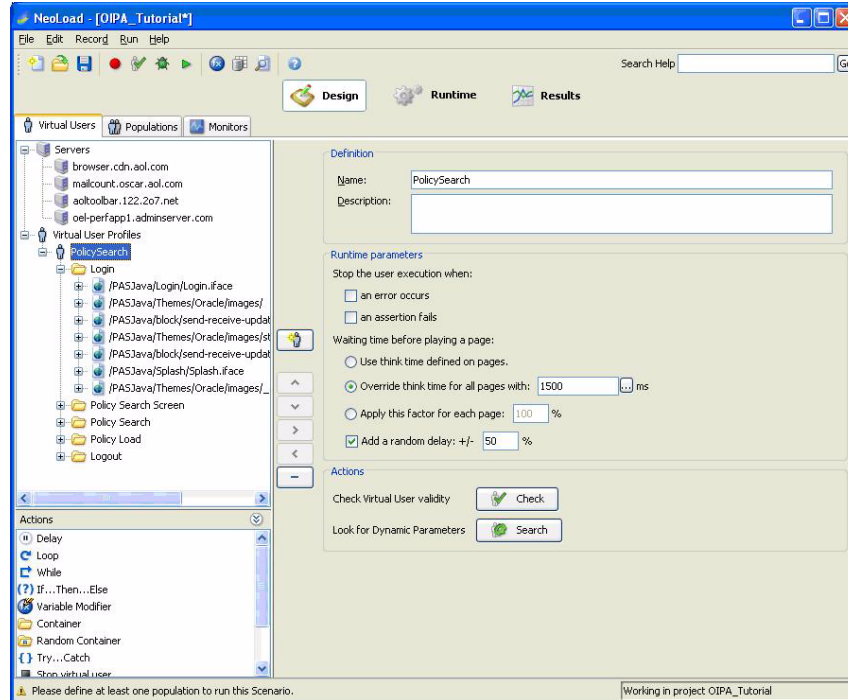 NeoLoad - [OIPA_Tutorial*]
File Edit Record Run Help
Search Help
Design Runtime Results
Virtual Users Populations Monitors
Servers
browser.cdn.aol.com
mailcount.oscar.aol.com
aoltoolbar.122.2o7.net
oel-perfapp1.adminserver.com
Virtual User Profiles
PolicySearch
Login
/PASJava/Login/Login.iface
/PASJava/Themes/Oracle/images/
/PASJava/block/send-receive-updat
/PASJava/Themes/Oracle/images/st
/PASJava/block/send-receive-updat
/PASJava/Splash/Splash.iface
/PASJava/Themes/Oracle/images/_
Policy Search Screen
Policy Search
Policy Load
Logout
Actions
Delay
Loop
While
(?) If...Then...Else
Variable Modifier
Container
Random Container
{} Try...Catch
Stop virtual user
Definition
Name: PolicySearch
Description:
Runtime parameters
Stop the user execution when:
an error occurs
an assertion fails
Waiting time before playing a page:
Use think time defined on pages.
Override think time for all pages with: 1500 ... ms
Apply this factor for each page: 100 %
Add a random delay: +/- 50 %
Actions
Check Virtual User validity Check
Look for Dynamic Parameters Search
Please define at least one population to run this Scenario.
Working in project OIPA_Tutorial